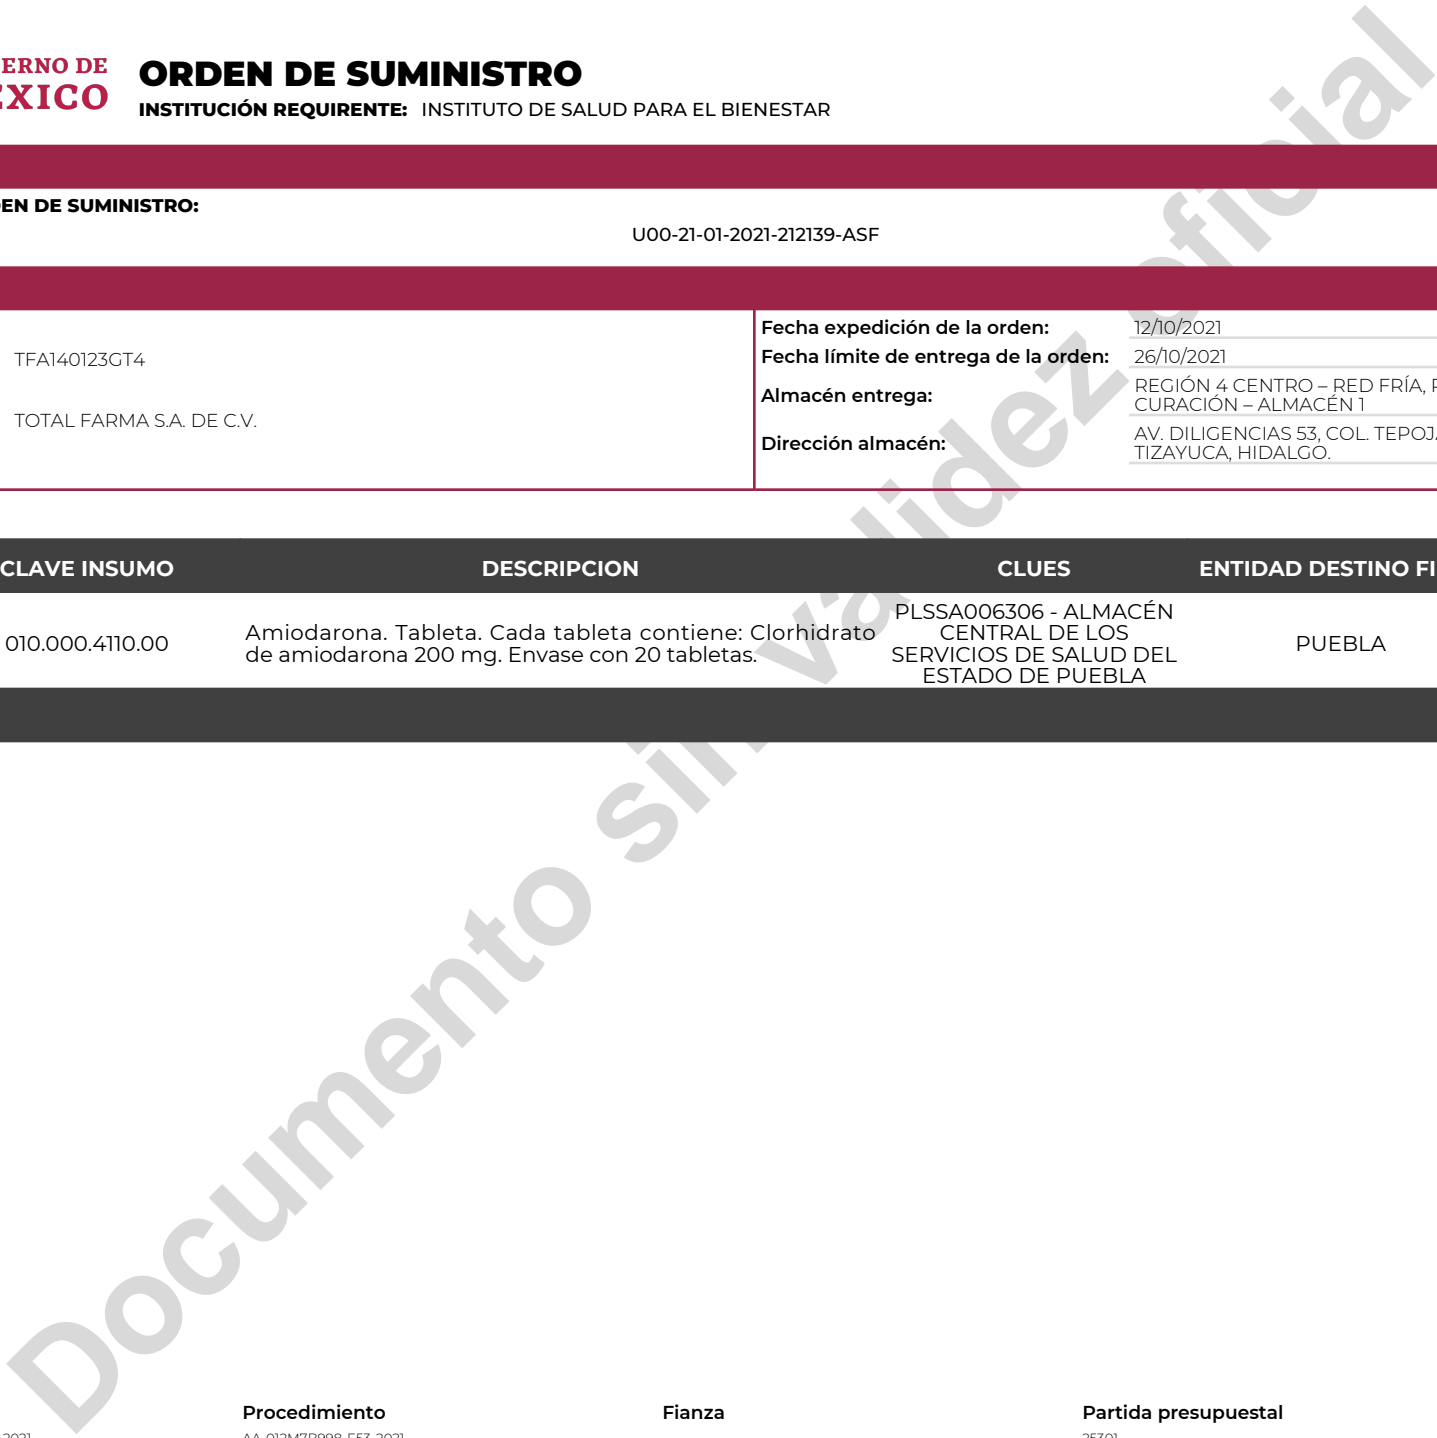 ERNO DE
EXICO
ORDEN DE SUMINISTRO
INSTITUCIÓN REQUIRENTE: INSTITUTO DE SALUD PARA EL BIENESTAR
EN DE SUMINISTRO:
U00-21-01-2021-212139-ASF
TFA140123GT4
TOTAL FARMA S.A. DE C.V.
Fecha expedición de la orden: 12/10/2021
Fecha límite de entrega de la orden: 26/10/2021
Almacén entrega: REGIÓN 4 CENTRO – RED FRÍA,
CURACIÓN – ALMACÉN 1
Dirección almacén: AV. DILIGENCIAS 53, COL. TEPOJ
TIZAYUCA, HIDALGO.
CLAVE INSUMO DESCRIPCION CLUES ENTIDAD DESTINO FI
010.000.4110.00
Amiodarona. Tableta. Cada tableta contiene: Clorhidrato
de amiodarona 200 mg. Envase con 20 tabletas.
PLSSA006306 - ALMACÉN
CENTRAL DE LOS
SERVICIOS DE SALUD DEL
ESTADO DE PUEBLA
PUEBLA
Documento sin validez oficial
Procedimiento Fianza Partida presupuestal